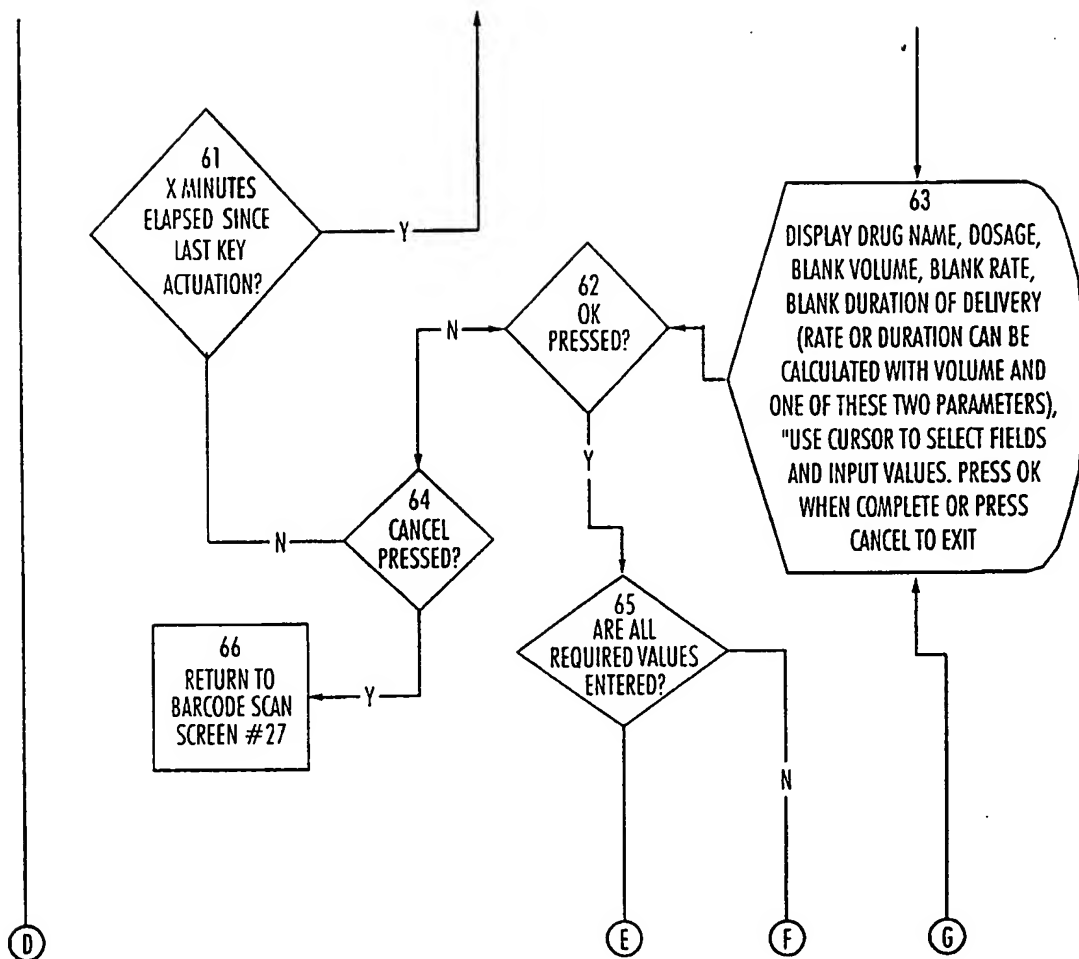 61
X MINUTES
ELAPSED SINCE
LAST KEY
ACTUATION?
Y
62
OK
PRESSED?
N
Y
63
DISPLAY DRUG NAME, DOSAGE,
BLANK VOLUME, BLANK RATE,
BLANK DURATION OF DELIVERY
(RATE OR DURATION CAN BE
CALCULATED WITH VOLUME AND
ONE OF THESE TWO PARAMETERS),
"USE CURSOR TO SELECT FIELDS
AND INPUT VALUES. PRESS OK
WHEN COMPLETE OR PRESS
CANCEL TO EXIT
64
CANCEL
PRESSED?
N
Y
65
ARE ALL
REQUIRED VALUES
ENTERED?
N
66
RETURN TO
BARCODE SCAN
SCREEN #27
D
E
F
G